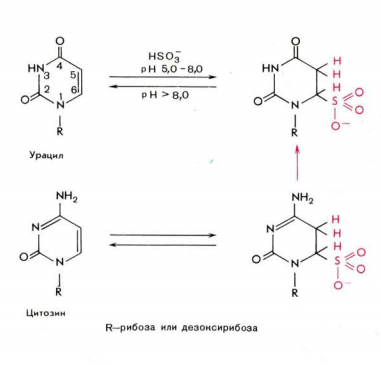 O HSO₃⁻ O H
4 pH 5,0–8,0 H
HN 3 5 HN H
2 6 pH > 8,0 S O
O N 1 O N O
R R O⁻
Урацил
NH₂ NH₂
H
N N H
H
O N O N S O
O
R R O⁻
Цитозин
R—рибоза или дезоксирибоза